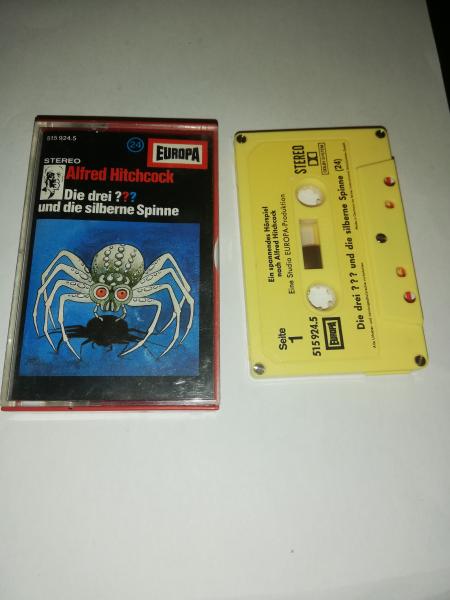 515 924.5
24
EUROPA
STEREO
Alfred Hitchcock
Die drei ???
und die silberne Spinne
STEREO
Ein spannendes Hörspiel
nach Alfred Hitchcock
Eine Studio EUROPA-Produktion
Seite
1
515 924.5
EUROPA
Die drei ? ? ? und die silberne Spinne (24)